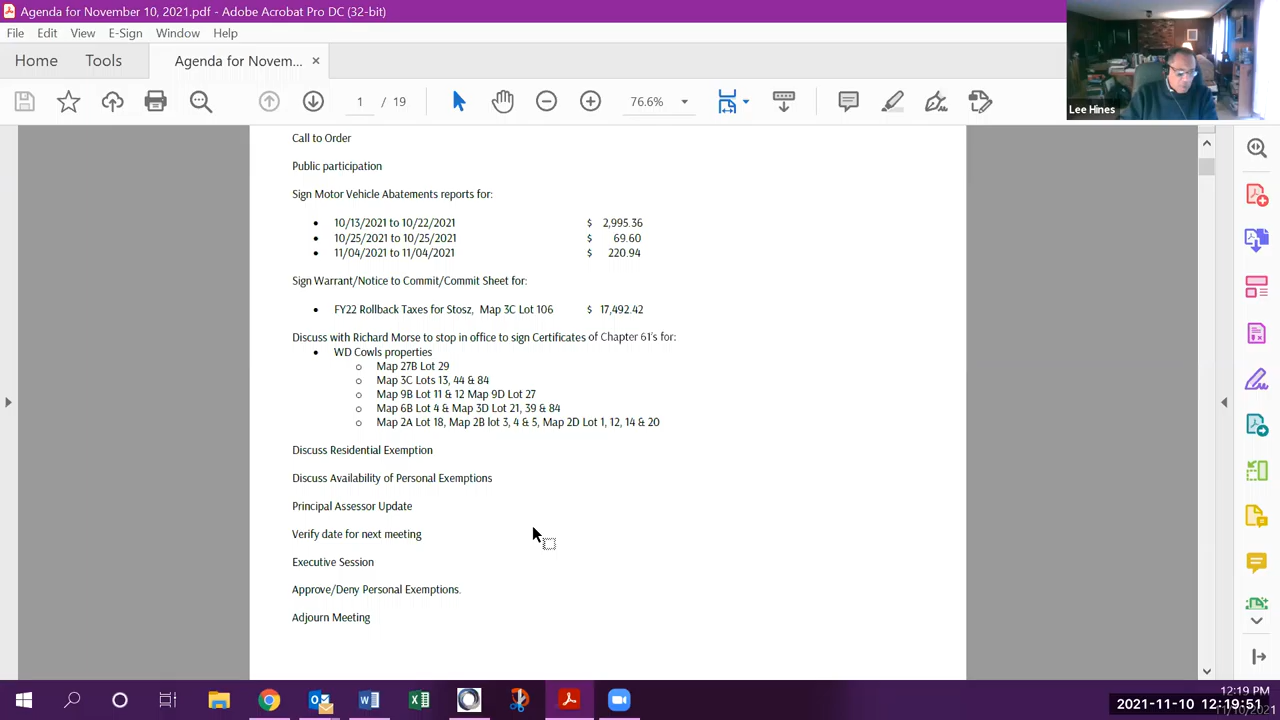 Agenda for November 10, 2021.pdf - Adobe Acrobat Pro DC (32-bit)
File Edit View E-Sign Window Help
Home Tools Agenda for Novem... ×
1 / 19 76.6%
Lee Hines
Call to Order
Public participation
Sign Motor Vehicle Abatements reports for:
• 10/13/2021 to 10/22/2021 $ 2,995.36
• 10/25/2021 to 10/25/2021 $ 69.60
• 11/04/2021 to 11/04/2021 $ 220.94
Sign Warrant/Notice to Commit/Commit Sheet for:
• FY22 Rollback Taxes for Stosz, Map 3C Lot 106 $ 17,492.42
Discuss with Richard Morse to stop in office to sign Certificates of Chapter 61's for:
• WD Cowls properties
o Map 27B Lot 29
o Map 3C Lots 13, 44 & 84
o Map 9B Lot 11 & 12 Map 9D Lot 27
o Map 6B Lot 4 & Map 3D Lot 21, 39 & 84
o Map 2A Lot 18, Map 2B lot 3, 4 & 5, Map 2D Lot 1, 12, 14 & 20
Discuss Residential Exemption
Discuss Availability of Personal Exemptions
Principal Assessor Update
Verify date for next meeting
Executive Session
Approve/Deny Personal Exemptions.
Adjourn Meeting
12:19 PM
2021-11-10 12:19:51